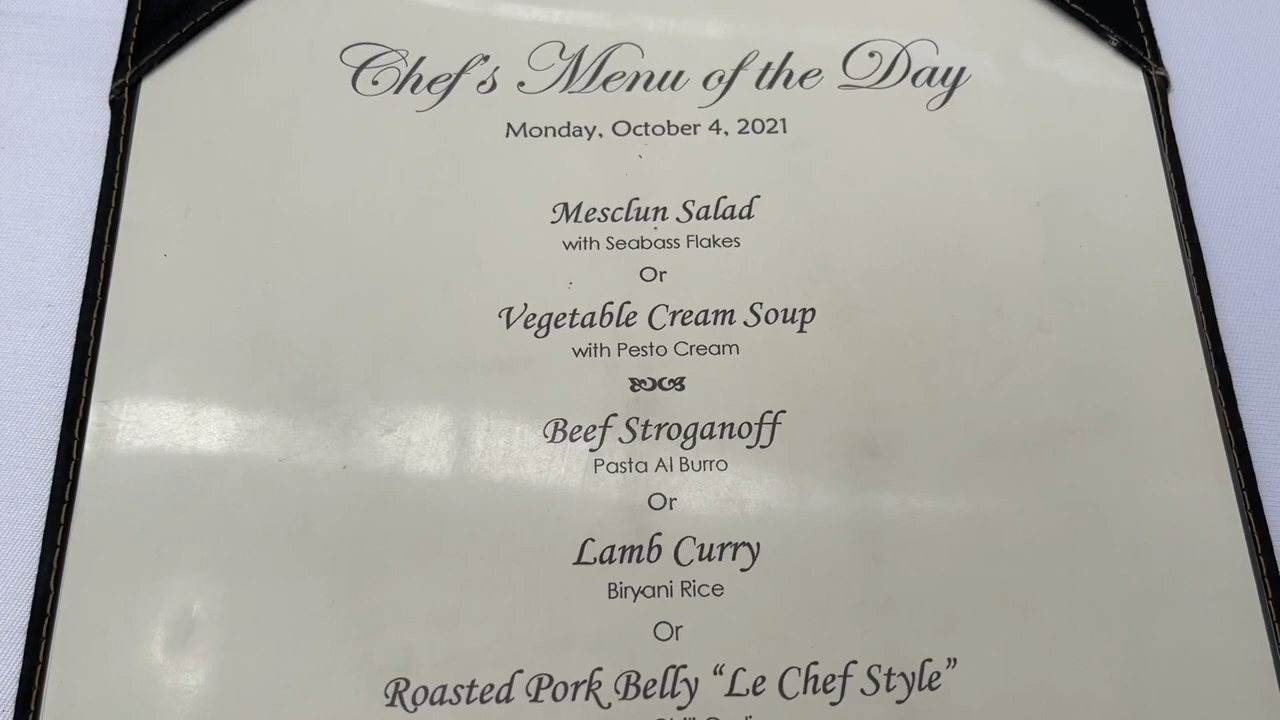 Chef's Menu of the Day
Monday, October 4, 2021
Mesclun Salad
with Seabass Flakes
Or
Vegetable Cream Soup
with Pesto Cream
Beef Stroganoff
Pasta Al Burro
Or
Lamb Curry
Biryani Rice
Or
Roasted Pork Belly “Le Chef Style”